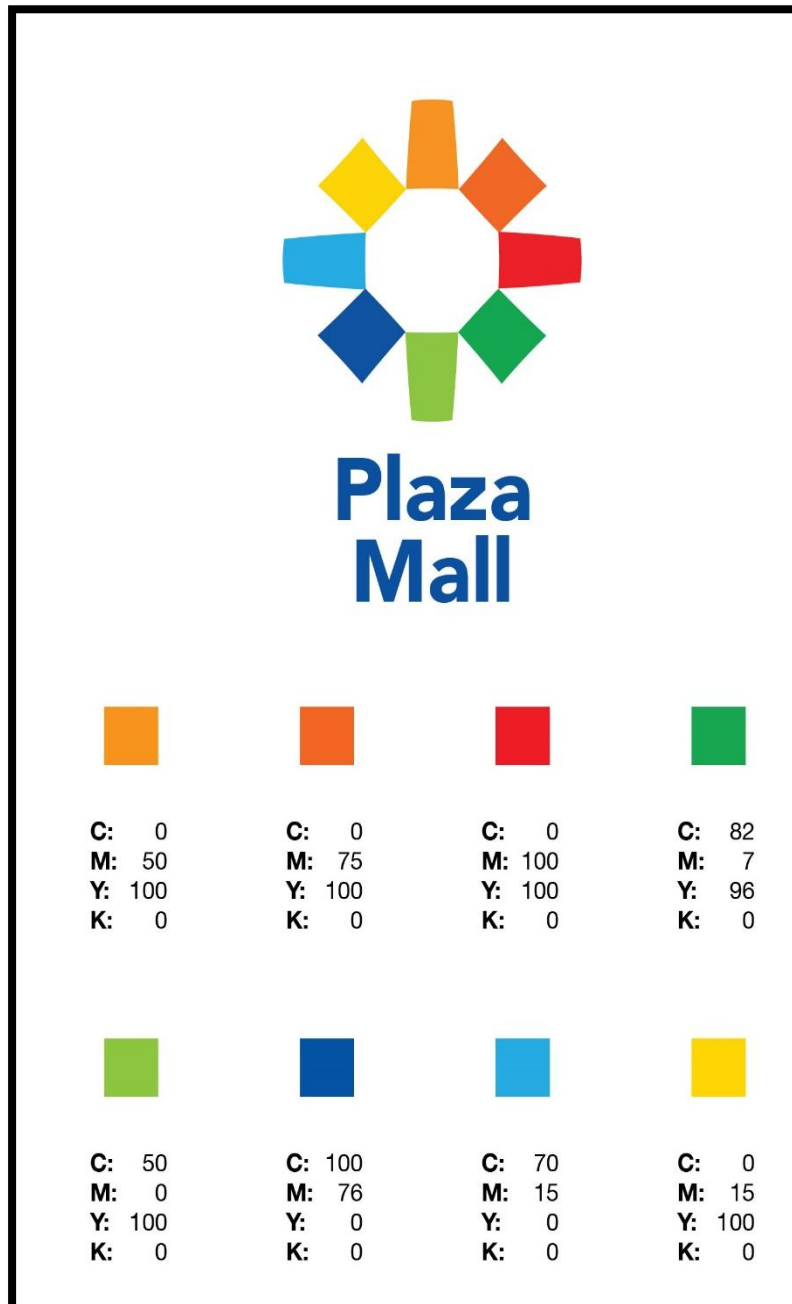 Plaza
Mall
C: 0 C: 0 C: 0 C: 82
M: 50 M: 75 M: 100 M: 7
Y: 100 Y: 100 Y: 100 Y: 96
K: 0 K: 0 K: 0 K: 0
C: 50 C: 100 C: 70 C: 0
M: 0 M: 76 M: 15 M: 15
Y: 100 Y: 0 Y: 0 Y: 100
K: 0 K: 0 K: 0 K: 0